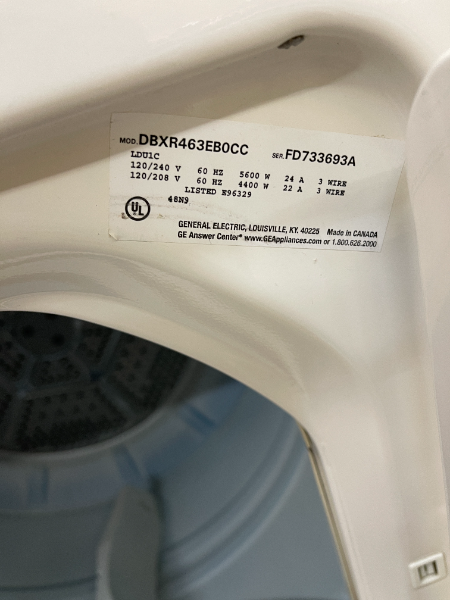 MOD. DBXR463EB0CC SER. FD733693A
LDU1C
120/240 V 60 HZ 5600 W 24 A 3 WIRE
120/208 V 60 HZ 4400 W 22 A 3 WIRE
LISTED E96329
UL 48N9
GENERAL ELECTRIC, LOUISVILLE, KY. 40225 Made in CANADA
GE Answer Center® www.GEAppliances.com or 1.800.626.2000